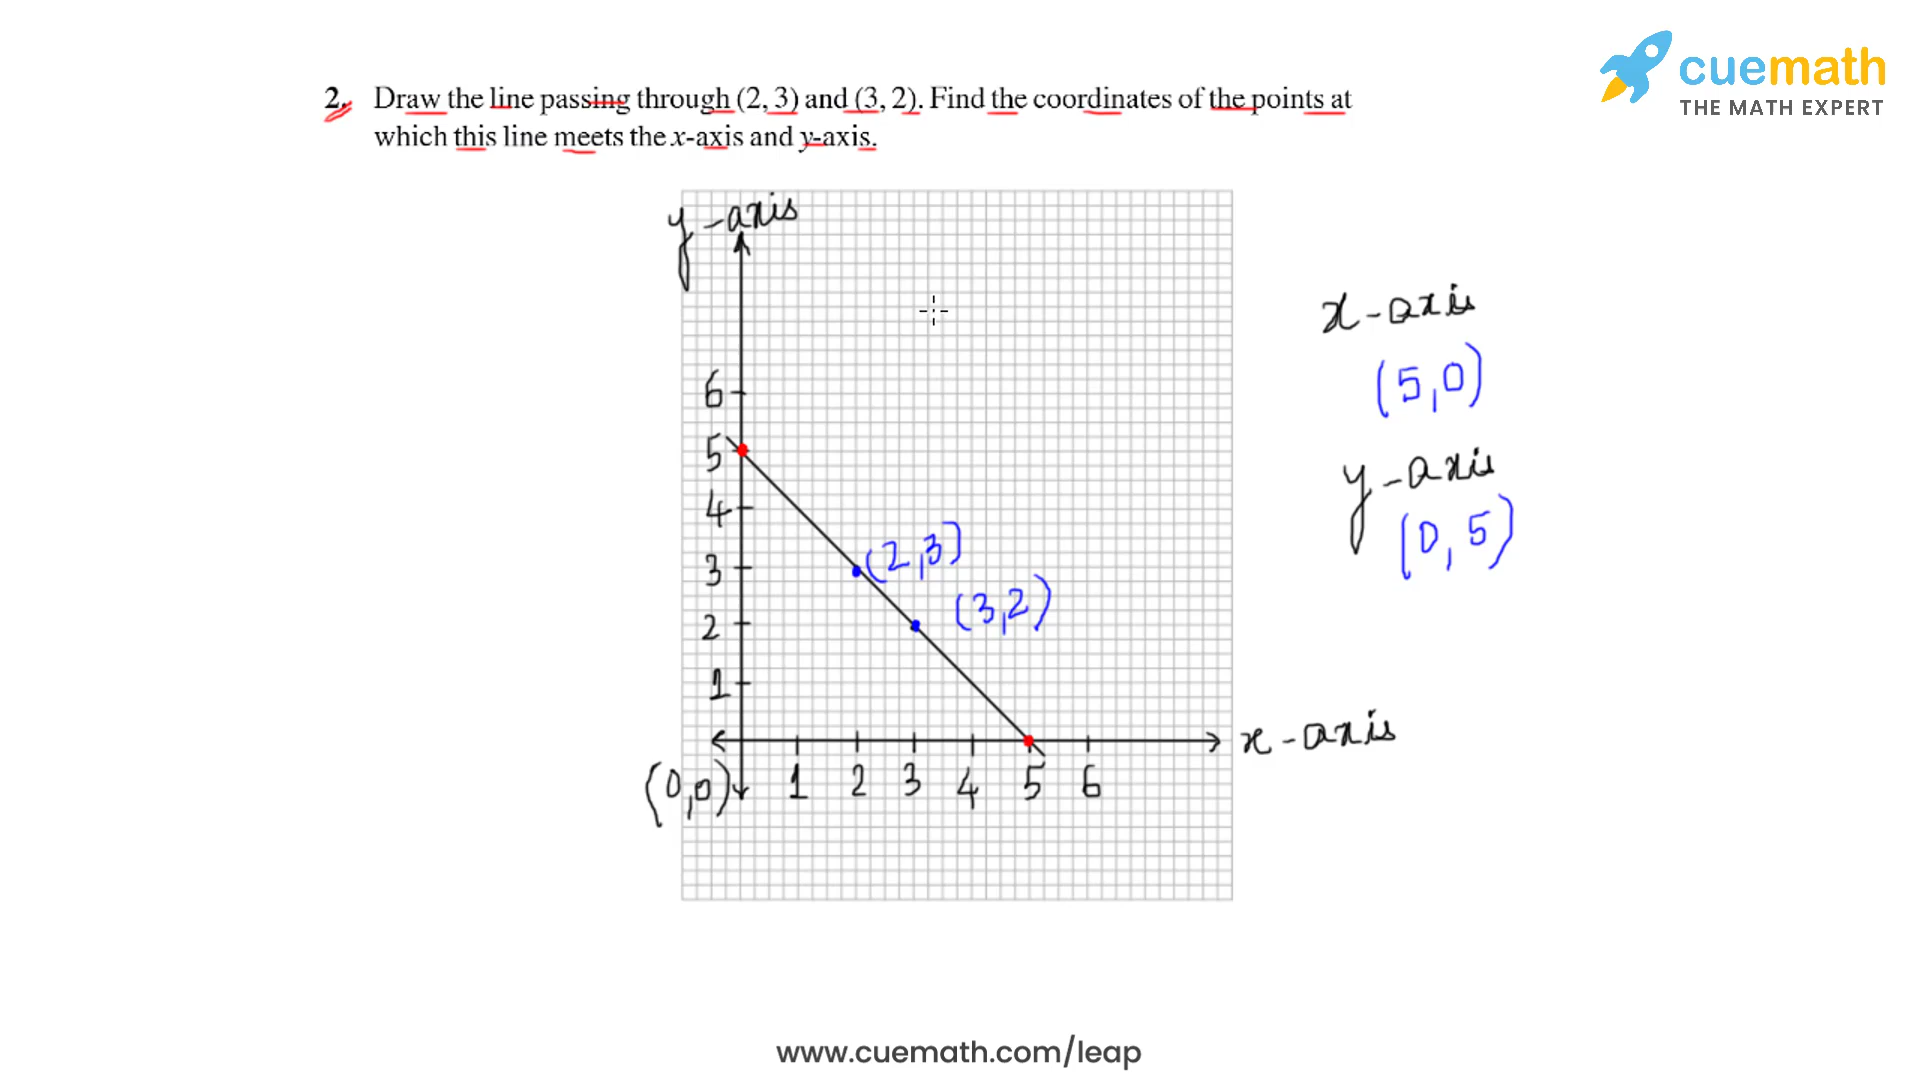 cuemath
THE MATH EXPERT
2. Draw the line passing through (2, 3) and (3, 2). Find the coordinates of the points at
which this line meets the x-axis and y-axis.
y-axis
x-axis
(5,0)
6
5
y-axis
(0,5)
4
(2,3)
3
(3,2)
2
1
x-axis
(0,0)
1 2 3 4 5 6
www.cuemath.com/leap